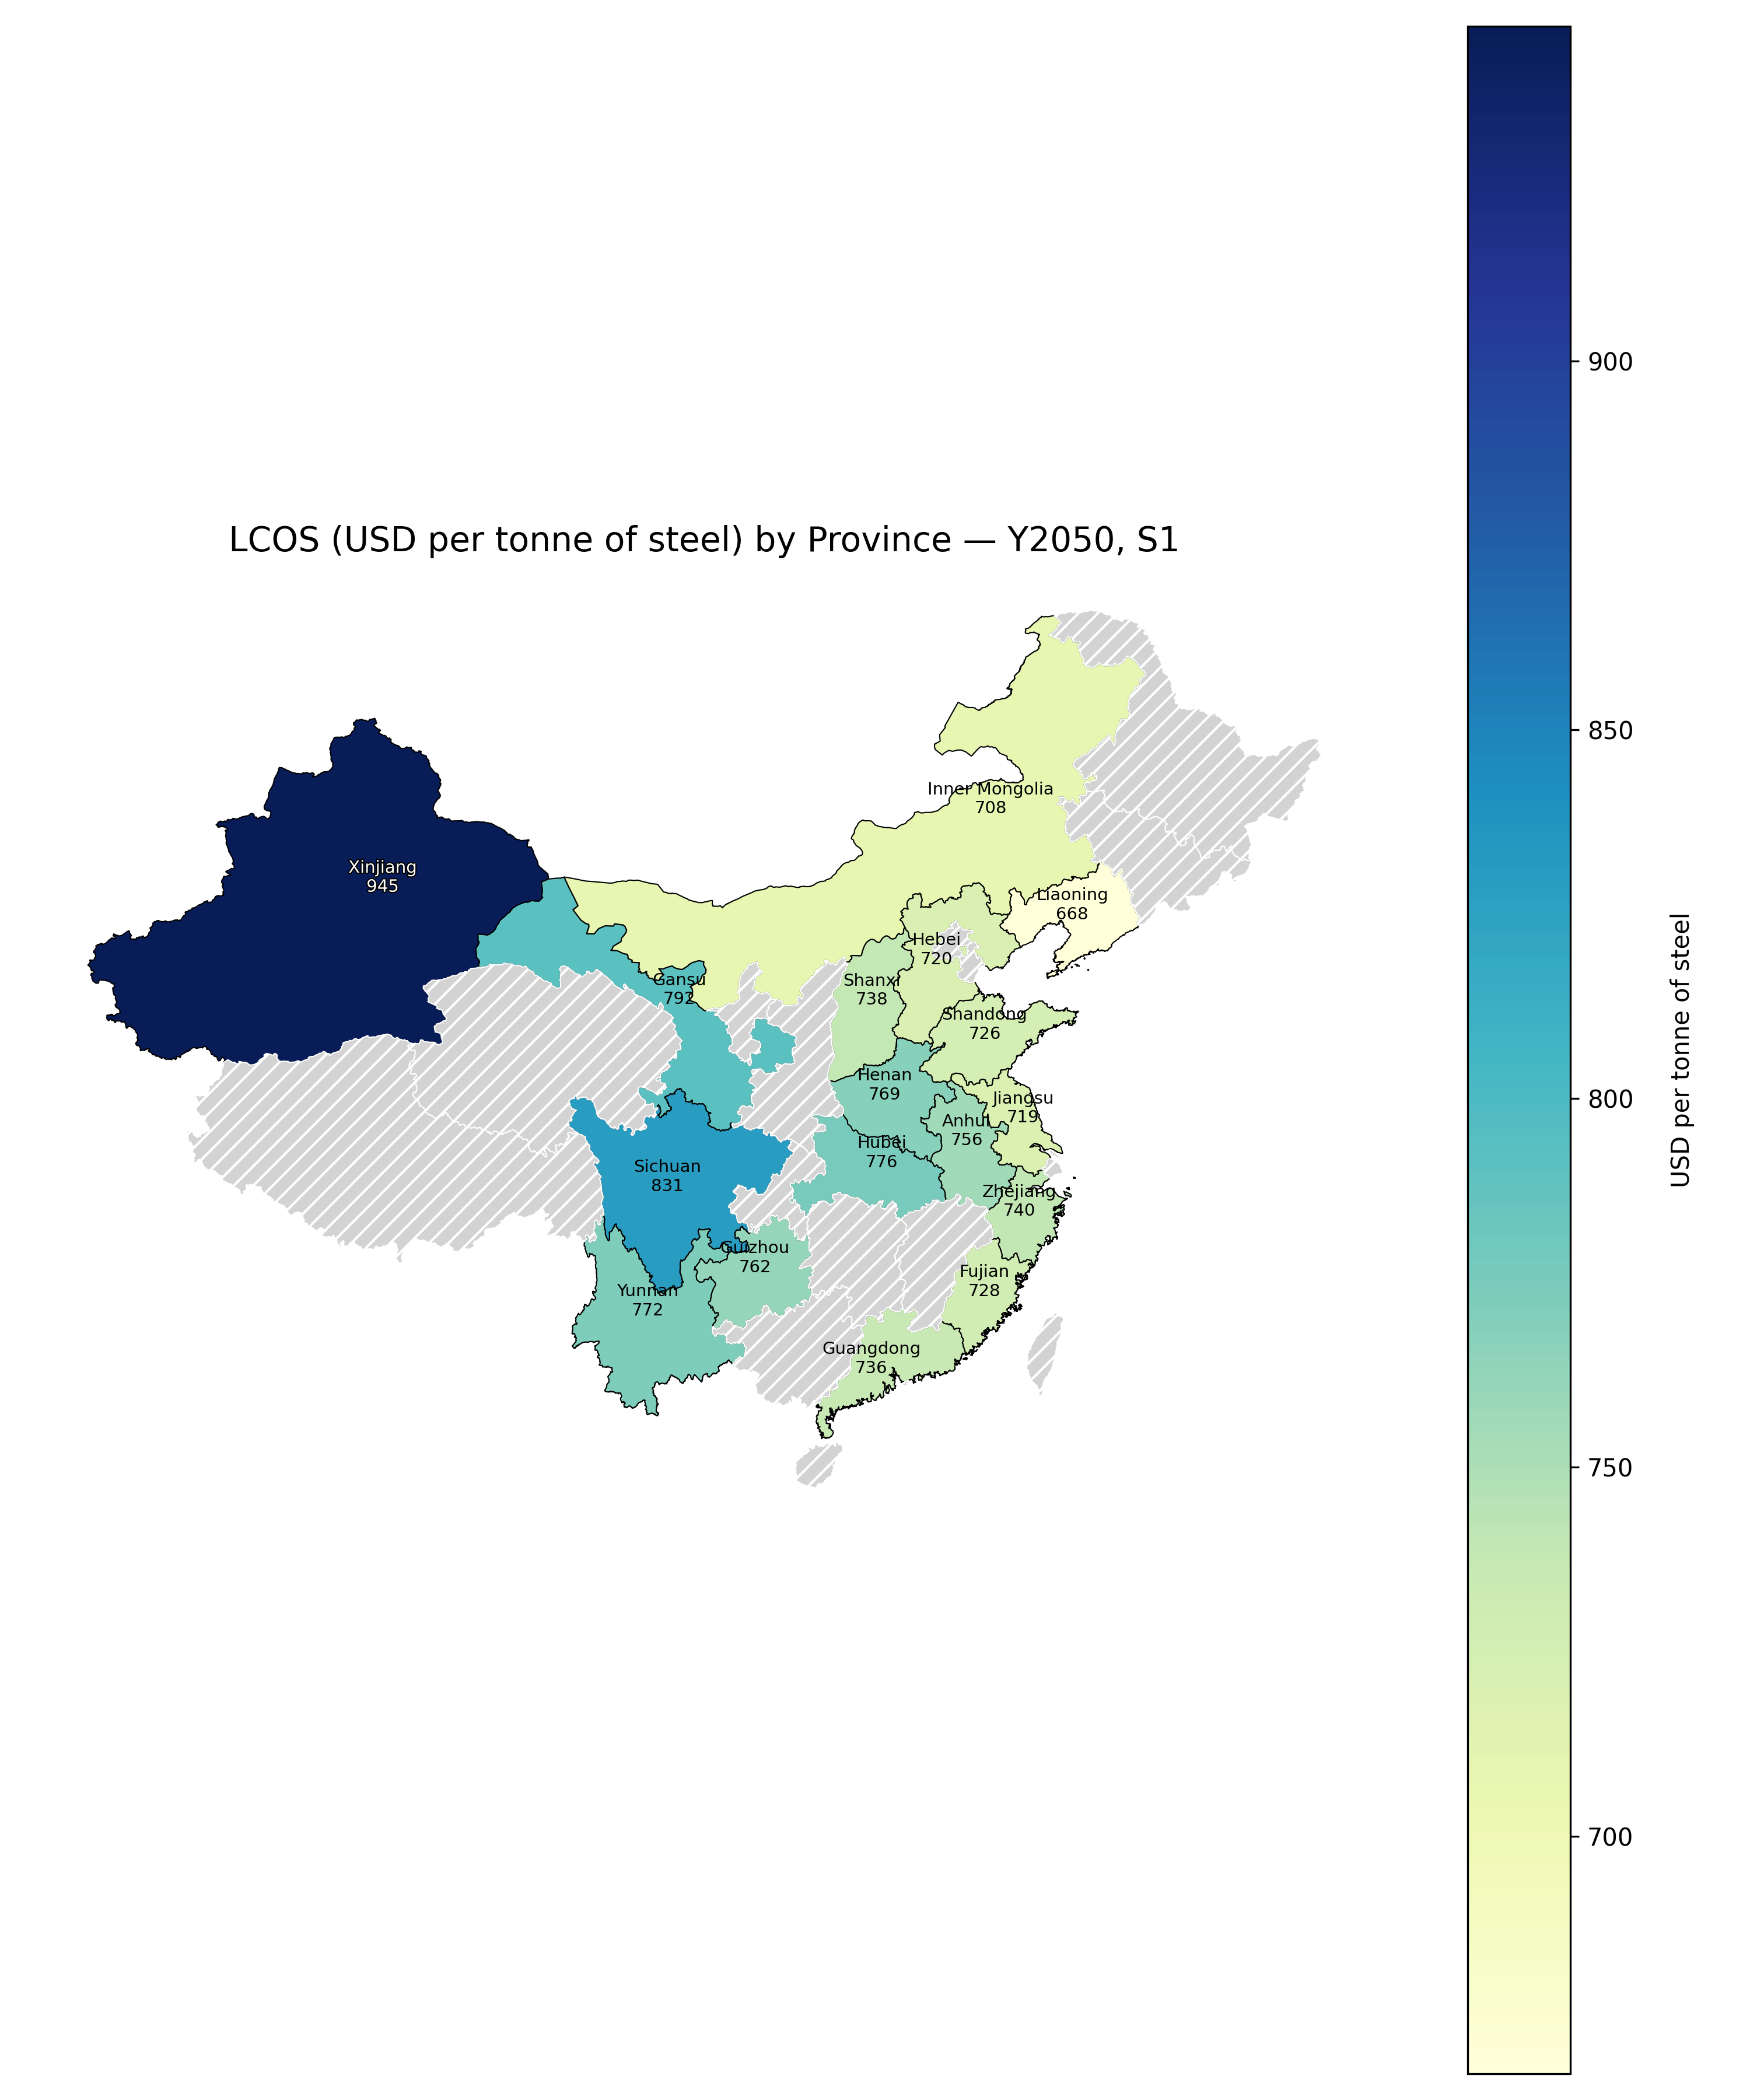 LCOS (USD per tonne of steel) by Province — Y2050, S1
Inner Mongolia
708
Xinjiang
945
Liaoning
668
Hebei
720
Gansu
792
Shanxi
738
Shandong
726
Henan
769
Jiangsu
719
Anhui
756
Hubei
776
Sichuan
831
Zhejiang
740
Guizhou
762
Fujian
728
Yunnan
772
Guangdong
736
900
850
800
750
700
USD per tonne of steel